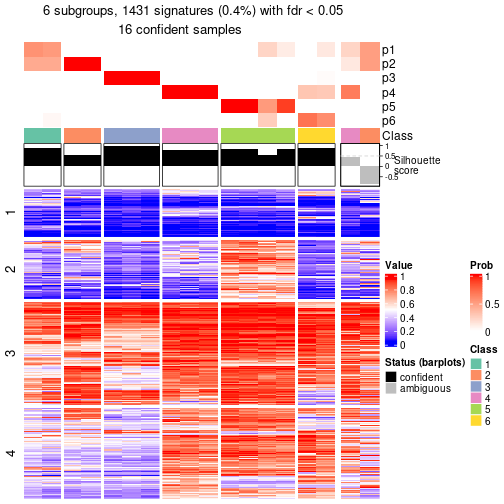 6 subgroups, 1431 signatures (0.4%) with fdr < 0.05
16 confident samples
p1
p2
p3
p4
p5
p6
Class
1
0.5
0
-0.5
Silhouette
score
1
2
3
4
Value
1
0.8
0.6
0.4
0.2
0
Status (barplots)
confident
ambiguous
Prob
1
0.5
0
Class
1
2
3
4
5
6